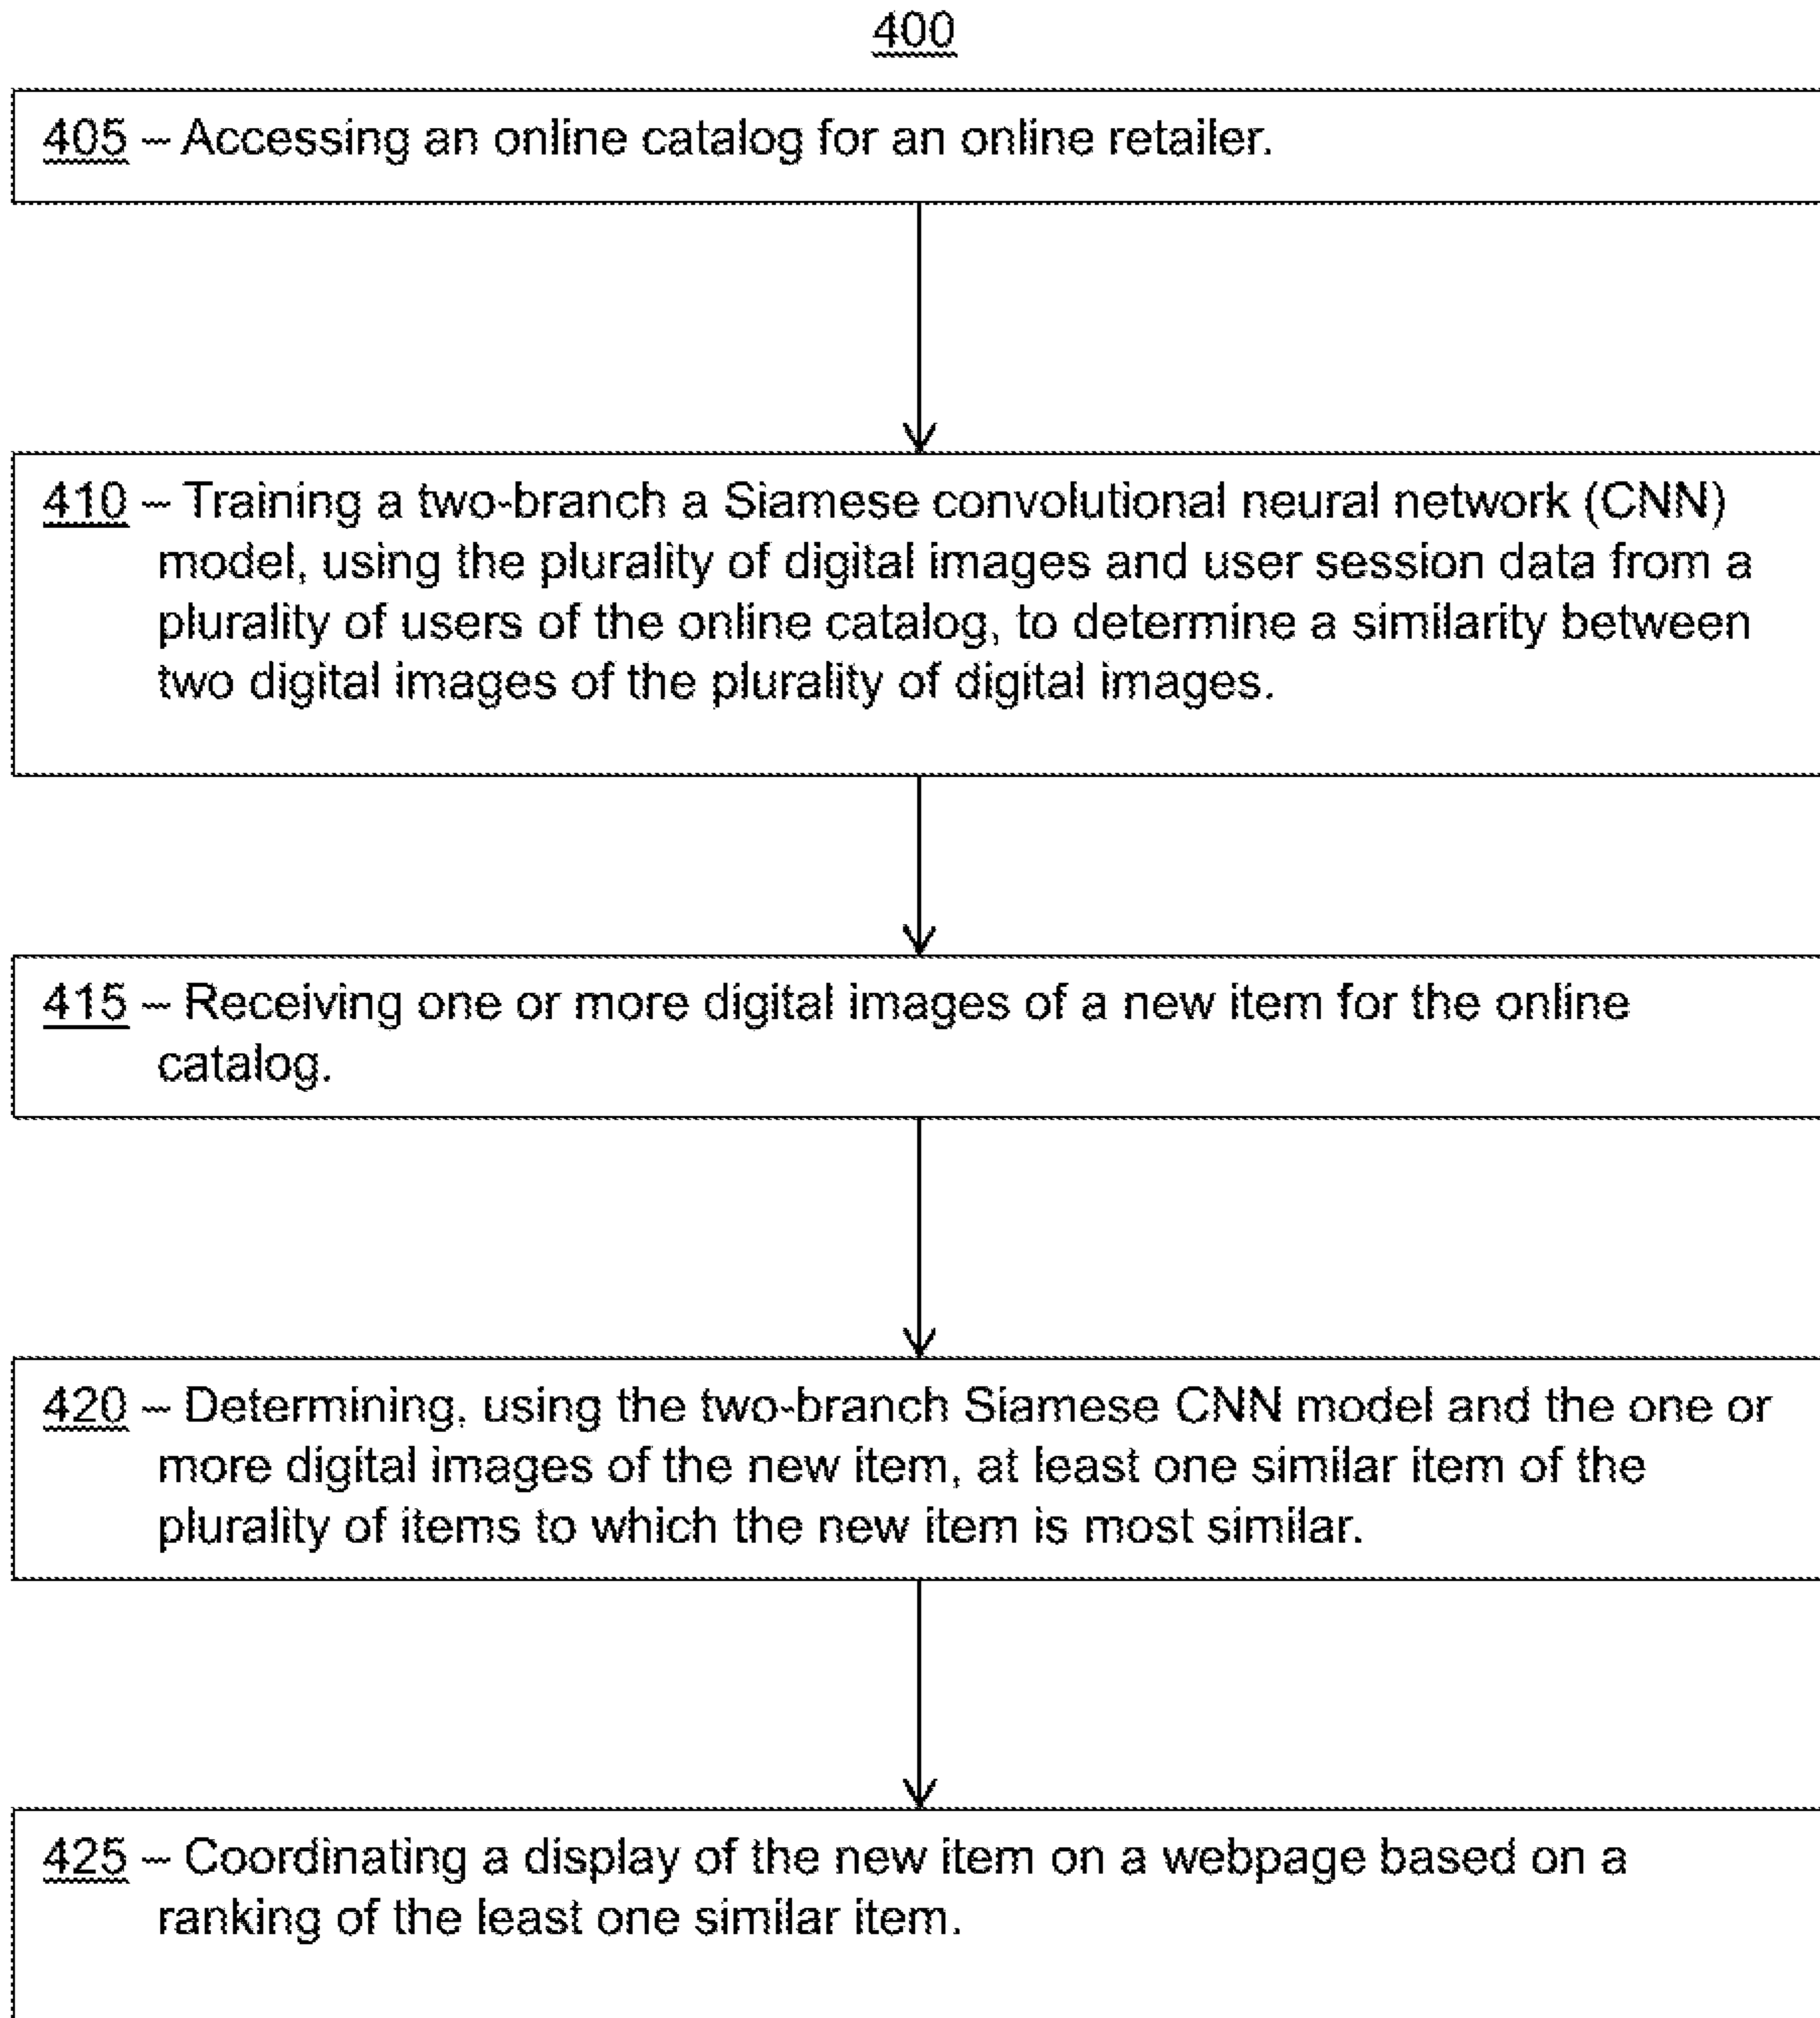 400
405 – Accessing an online catalog for an online retailer.
410 – Training a two-branch a Siamese convolutional neural network (CNN)
model, using the plurality of digital images and user session data from a
plurality of users of the online catalog, to determine a similarity between
two digital images of the plurality of digital images.
415 – Receiving one or more digital images of a new item for the online
catalog.
420 – Determining, using the two-branch Siamese CNN model and the one or
more digital images of the new item, at least one similar item of the
plurality of items to which the new item is most similar.
425 – Coordinating a display of the new item on a webpage based on a
ranking of the least one similar item.